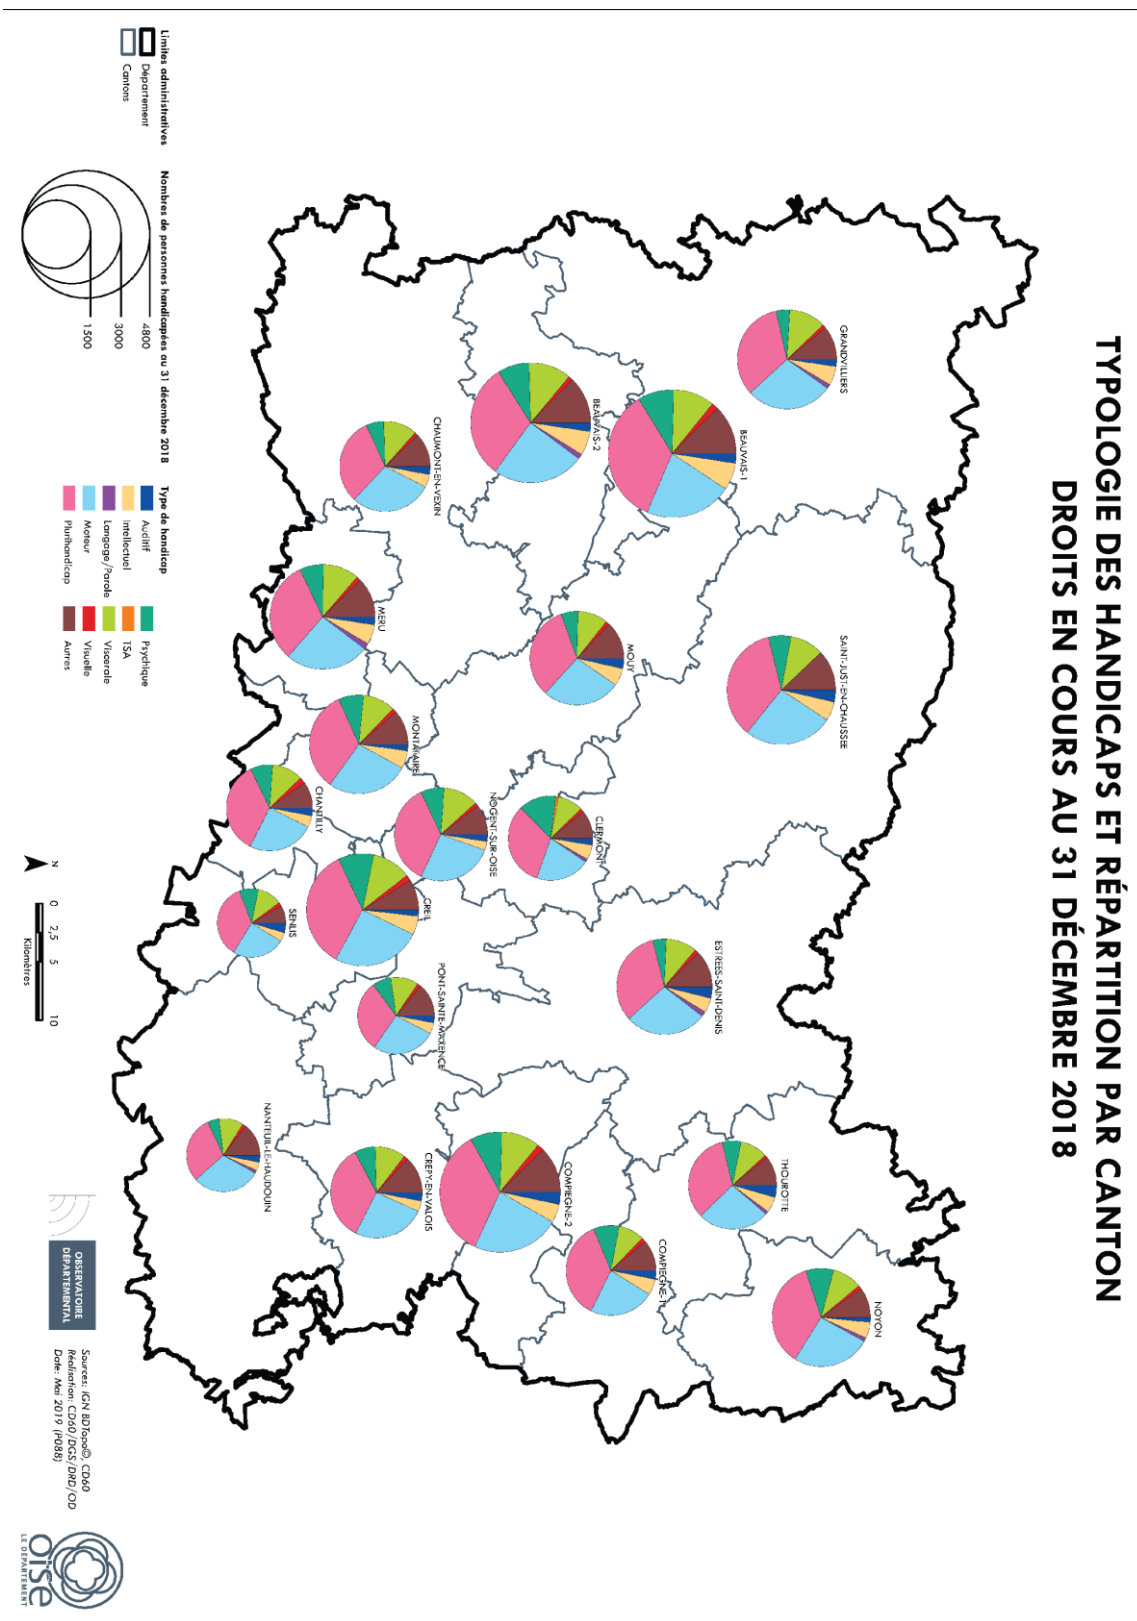 TYPOLOGIE DES HANDICAPS ET RÉPARTITION PAR CANTON
DROITS EN COURS AU 31 DÉCEMBRE 2018
GRANDVILLIERS
SAINT-JUST-EN-CHAUSSEE
NOYON
THOUROTTE
BEAUVAIS-1
ESTREES-SAINT-DENIS
COMPIEGNE-1
MOUY
CLERMONT
BEAUVAIS-2
COMPIEGNE-2
NOGENT-SUR-OISE
CHAUMONT-EN-VEXIN
PONT-SAINTE-MAXENCE
CREPY-EN-VALOIS
CREIL
MONTATAIRE
MERU
CHANTILLY
SENLIS
NANTEUIL-LE-HAUDOUIN
Limites administratives
Département
Cantons
Nombres de personnes handicapées au 31 décembre 2018
4800
3000
1500
Type de handicap
Auditif
Intellectuel
Langage/Parole
Moteur
Plurihandicap
Psychique
TSA
Viscerale
Visuelle
Autres
N
0 2,5 5 10
Kilomètres
OBSERVATOIRE
DÉPARTEMENTAL
Sources: IGN BDTopo©, CD60
Réalisation: CD60/DGS/DRD/OD
Date: Mai 2019 (P088)
oise
LE DÉPARTEMENT